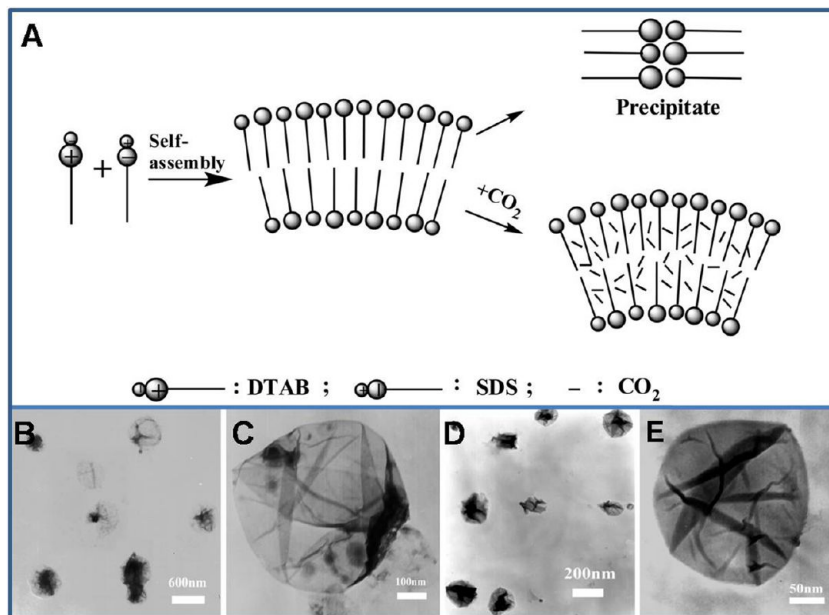 A
Precipitate
Self-
assembly
+
+
−
+
+CO₂
+ + : DTAB ; + − : SDS ; − : CO₂
B
C
D
E
600nm
100nm
200nm
50nm